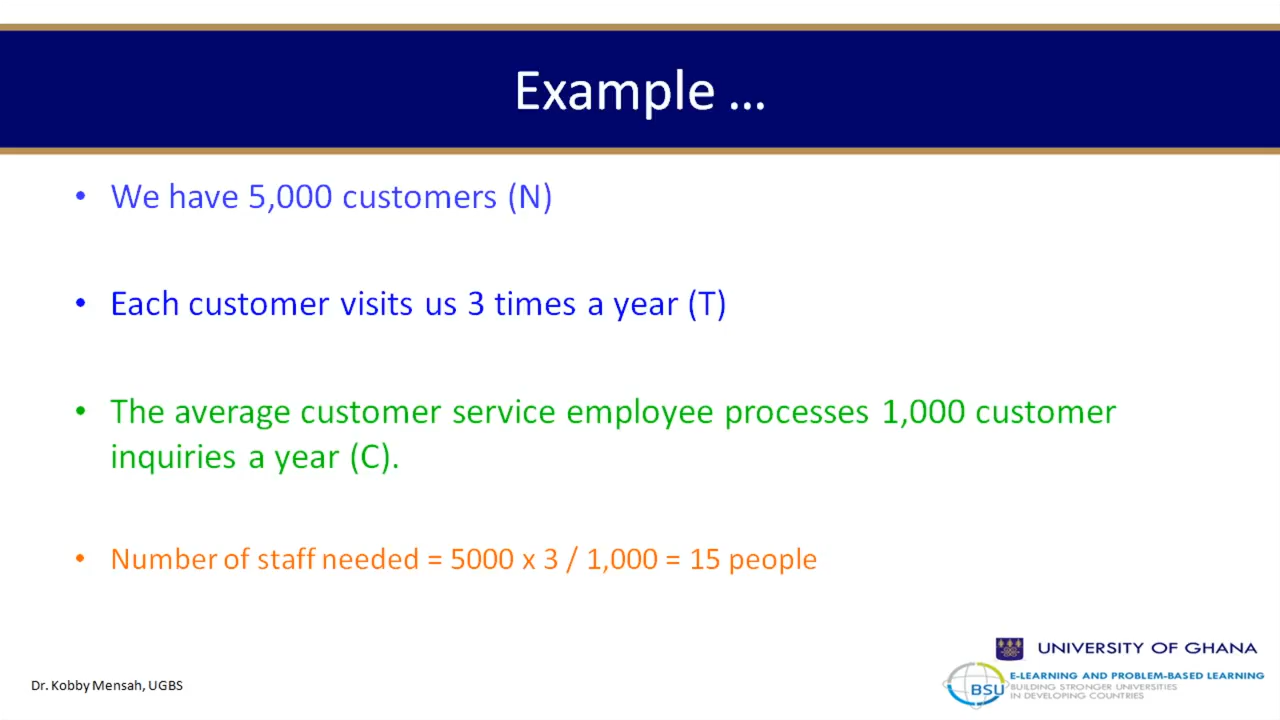 Example ...
• We have 5,000 customers (N)
• Each customer visits us 3 times a year (T)
• The average customer service employee processes 1,000 customer
inquiries a year (C).
• Number of staff needed = 5000 x 3 / 1,000 = 15 people
UNIVERSITY OF GHANA
BSU
E-LEARNING AND PROBLEM-BASED LEARNING
BUILDING STRONGER UNIVERSITIES
IN DEVELOPING COUNTRIES
Dr. Kobby Mensah, UGBS